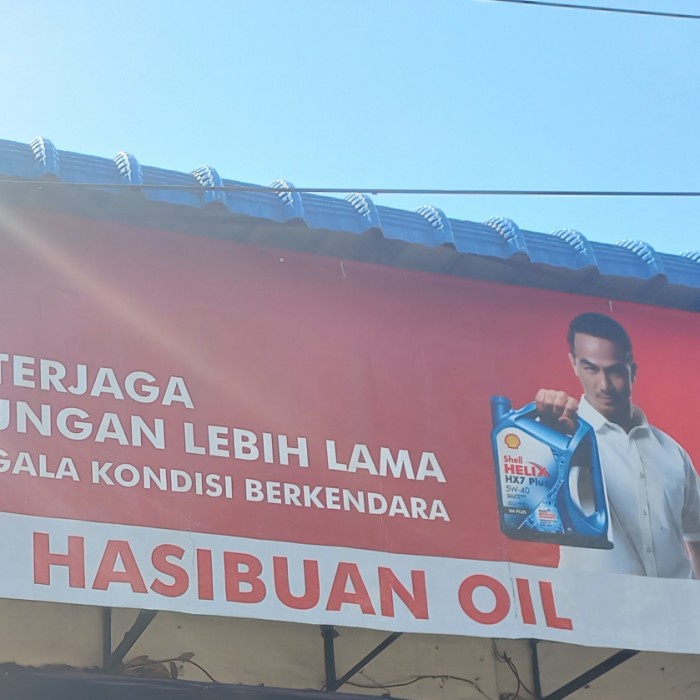 TERJAGA
UNGAN LEBIH LAMA
GALA KONDISI BERKENDARA
HASIBUAN OIL
Shell
HELIX
HX7 Plus
5W-40